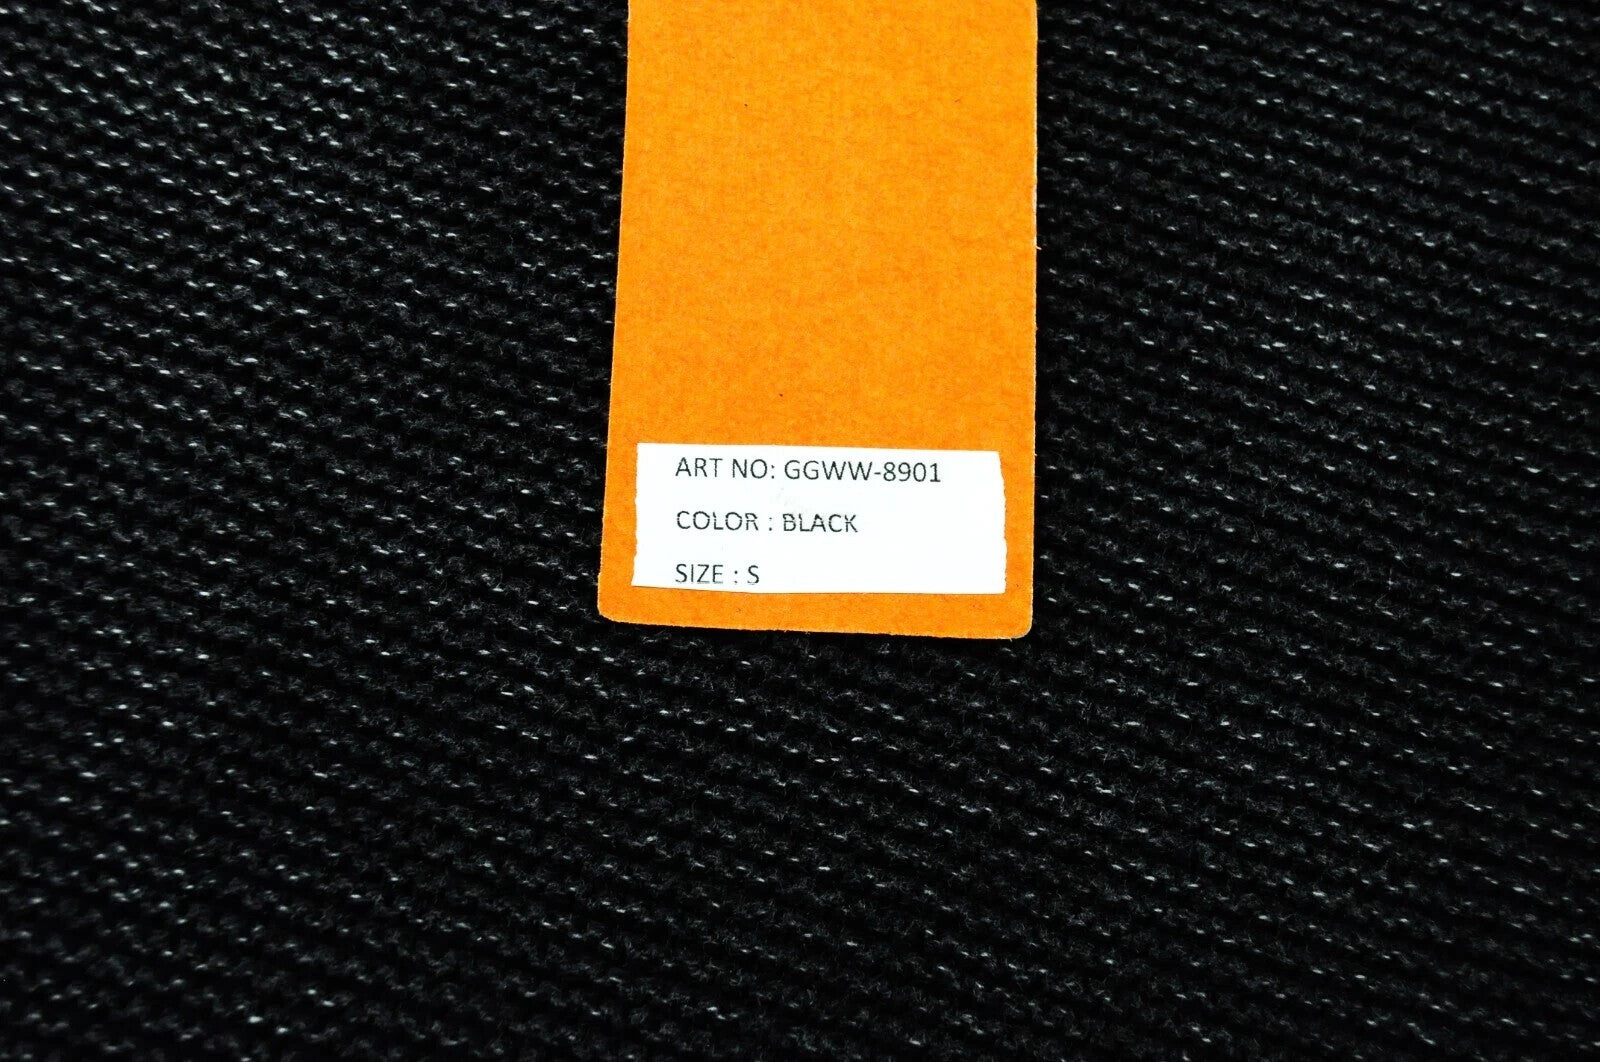 ART NO: GGWW-8901
COLOR : BLACK
SIZE : S